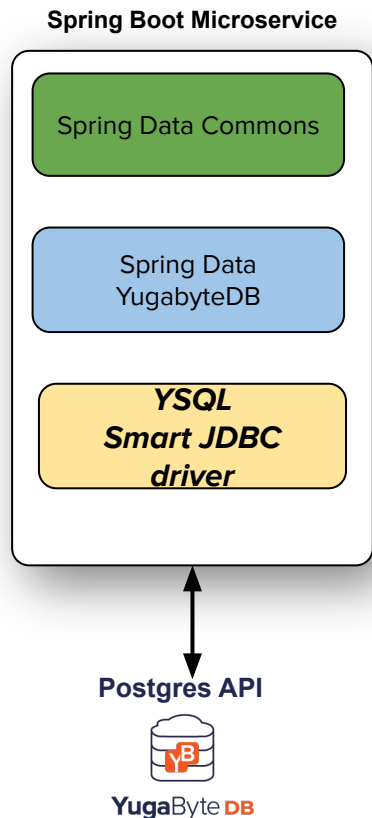 Spring Boot Microservice
Spring Data Commons
Spring Data
YugabyteDB
YSQL
Smart JDBC
driver
Postgres API
YB
YugaByte DB